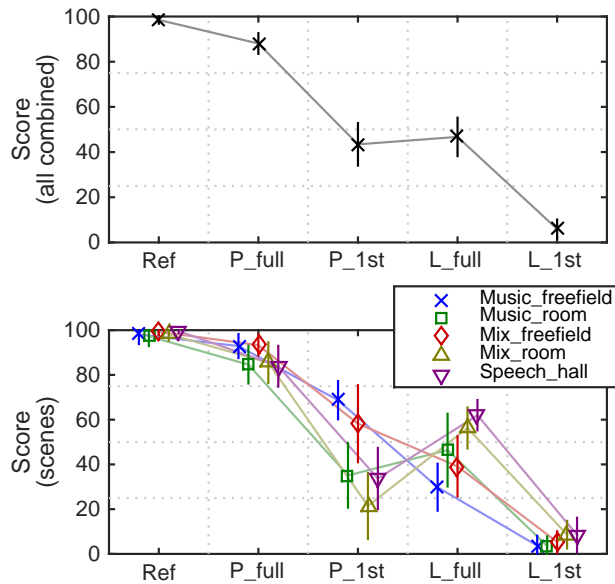 100
80
60
40
20
0
Score
(all combined)
Ref P_full P_1st L_full L_1st
Music_freefield
Music_room
Mix_freefield
Mix_room
Speech_hall
100
80
60
40
20
0
Score
(scenes)
Ref P_full P_1st L_full L_1st